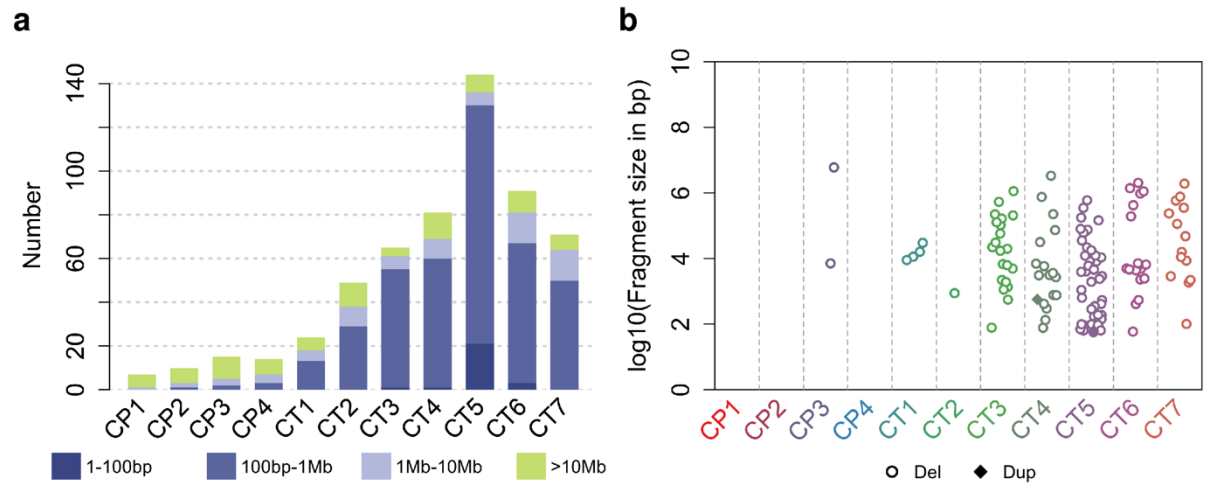 a
Number
140
100
60
20
0
CP1 CP2 CP3 CP4 CT1 CT2 CT3 CT4 CT5 CT6 CT7
1-100bp 100bp-1Mb 1Mb-10Mb >10Mb
b
log10(Fragment size in bp)
10
8
6
4
2
0
CP1 CP2 CP3 CP4 CT1 CT2 CT3 CT4 CT5 CT6 CT7
Del Dup